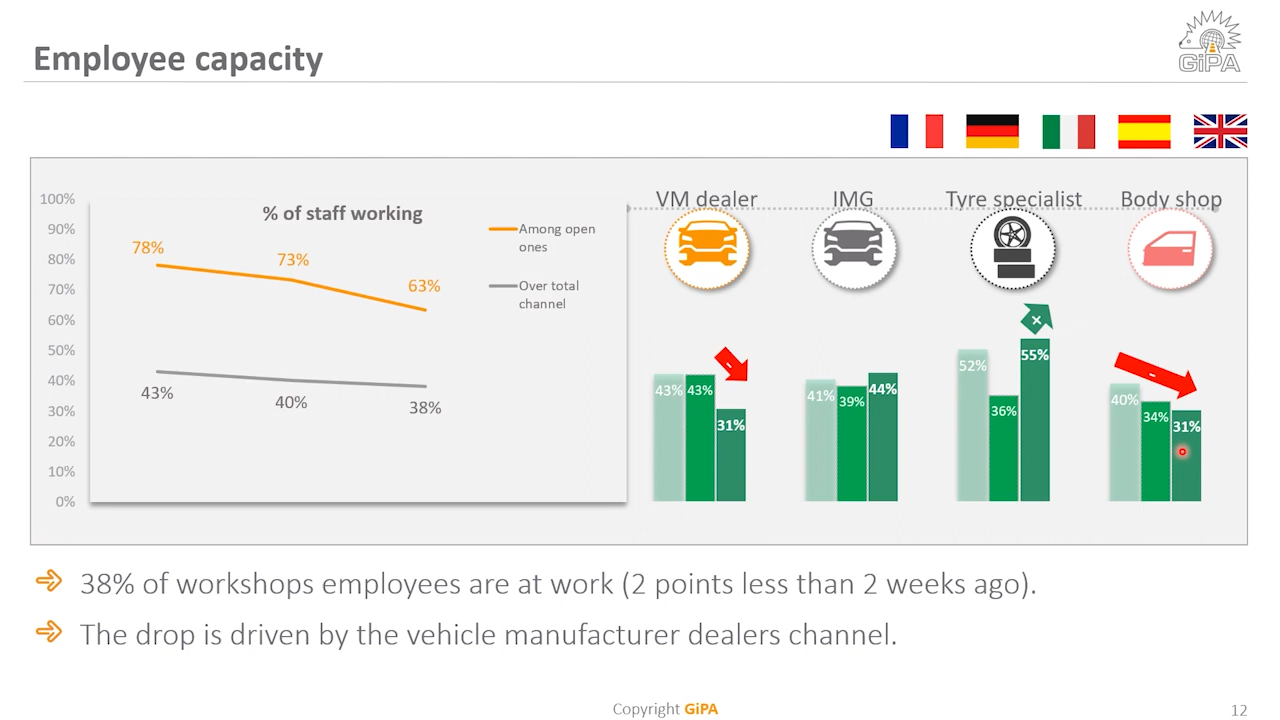 Employee capacity
GiPA
100%
90%
80%
70%
60%
50%
40%
30%
20%
10%
0%
% of staff working
78%
73%
63%
43%
40%
38%
Among open
ones
Over total
channel
VM dealer
IMG
Tyre specialist
Body shop
43%
43%
31%
41%
39%
44%
52%
36%
55%
40%
34%
31%
38% of workshops employees are at work (2 points less than 2 weeks ago).
The drop is driven by the vehicle manufacturer dealers channel.
Copyright GiPA
12